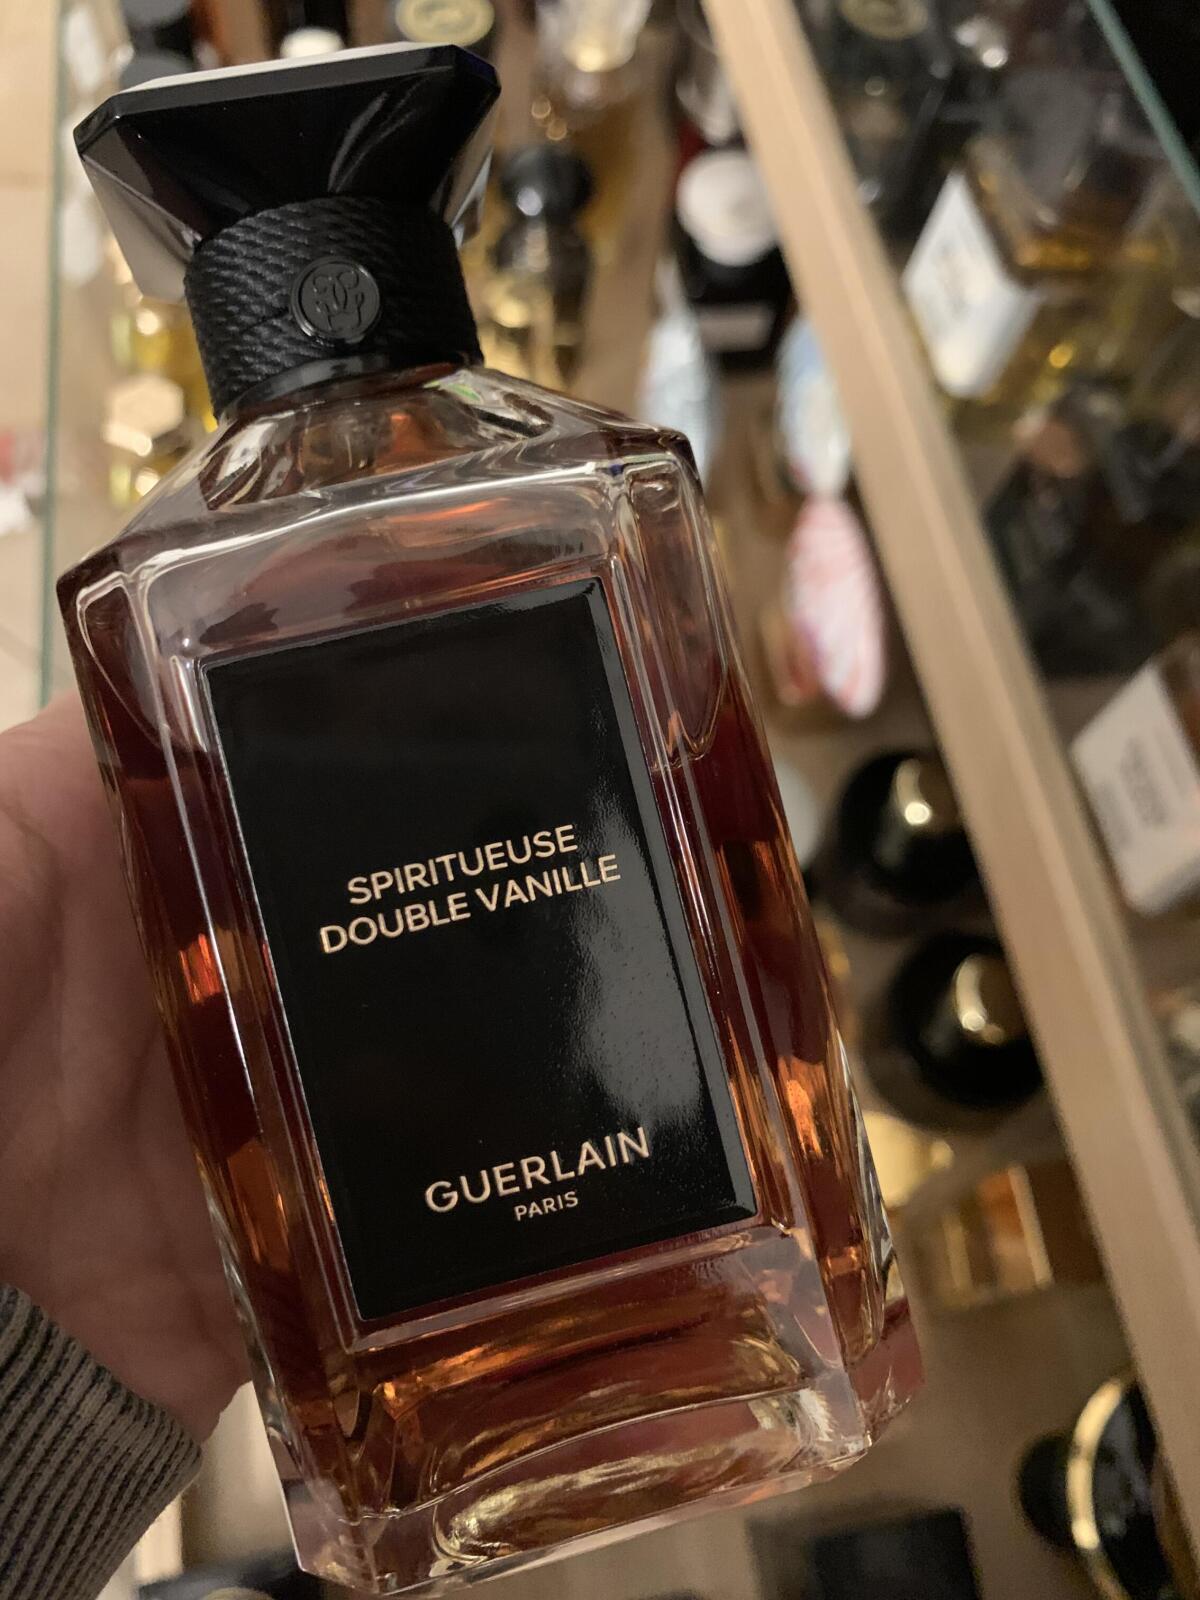 SPIRITUEUSE
DOUBLE VANILLE
GUERLAIN
PARIS